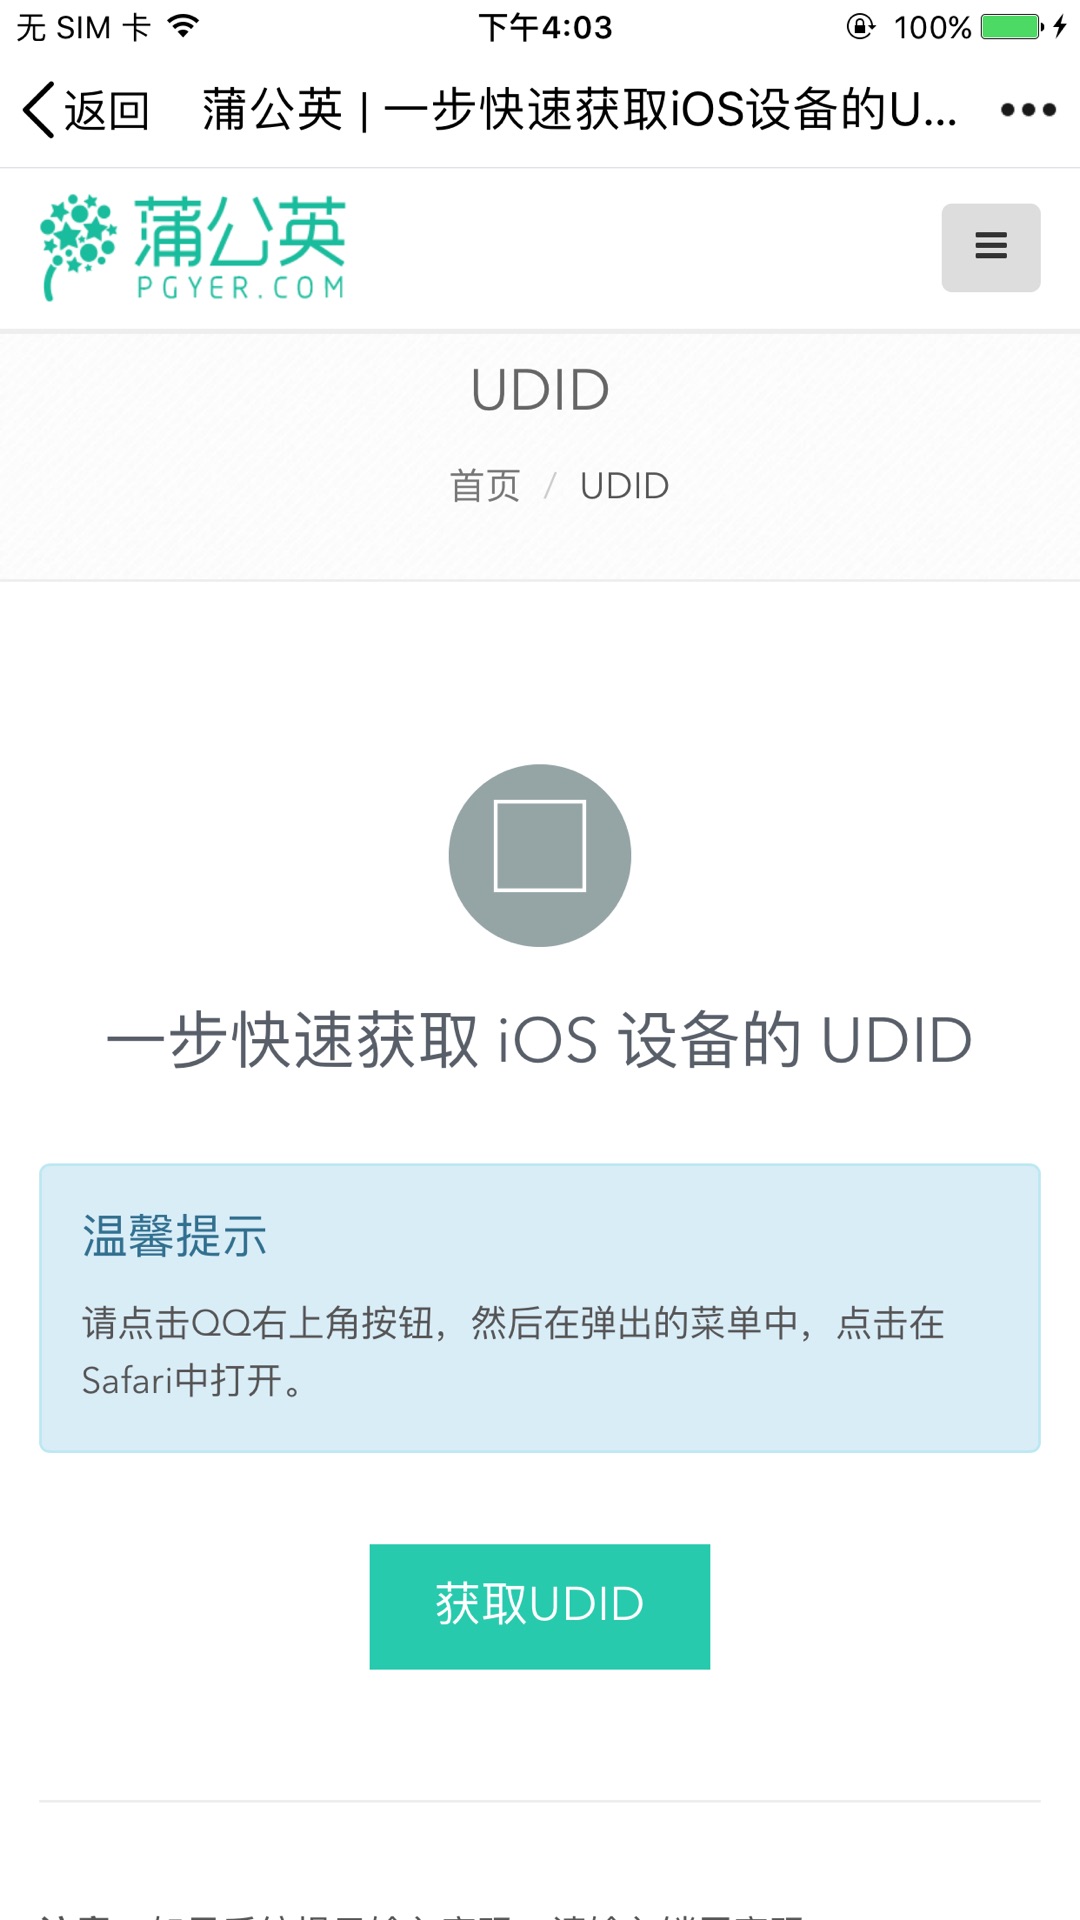 无 SIM 卡 下午4:03 100%
返回 蒲公英 | 一步快速获取iOS设备的U...
蒲公英
PGYER.COM
UDID
首页 / UDID
一步快速获取 iOS 设备的 UDID
温馨提示
请点击QQ右上角按钮，然后在弹出的菜单中，点击在
Safari中打开。
获取UDID